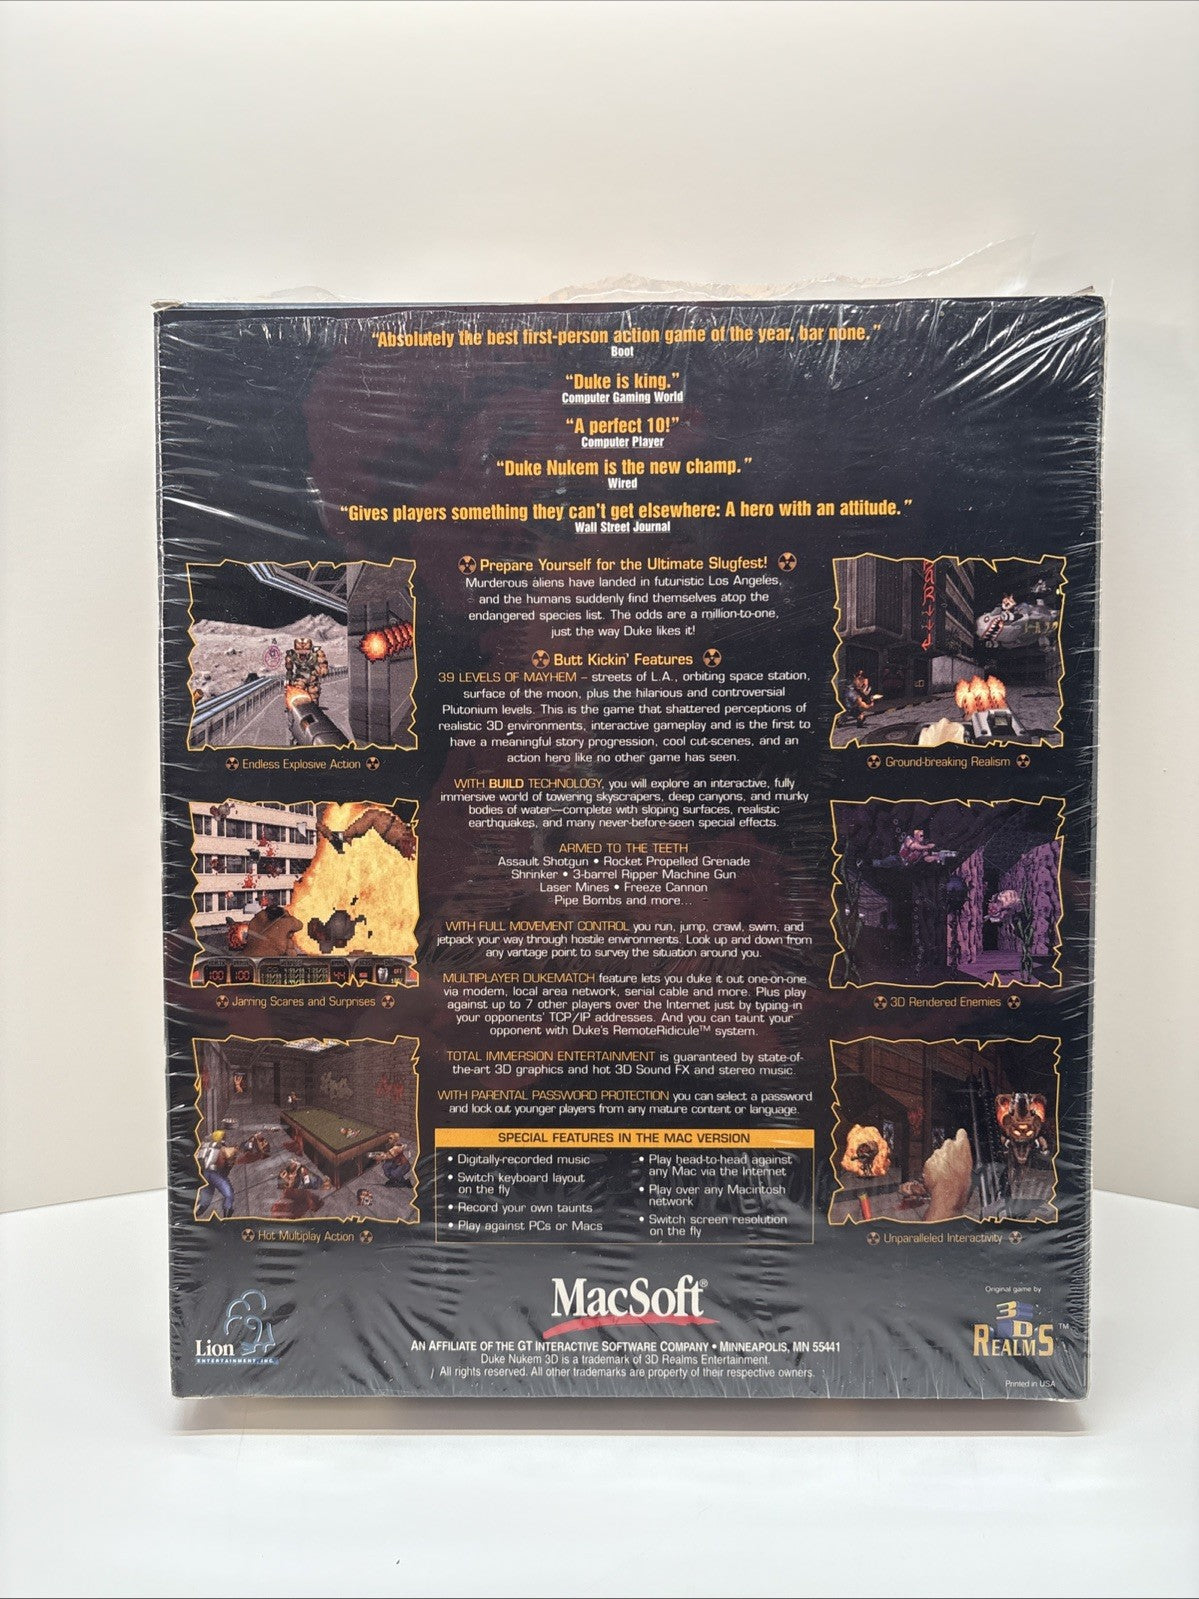 “Absolutely the best first-person action game of the year, bar none.”
Boot
“Duke is king.”
Computer Gaming World
“A perfect 10!”
Computer Player
“Duke Nukem is the new champ.”
Wired
“Gives players something they can’t get elsewhere: A hero with an attitude.”
Wall Street Journal
Prepare Yourself for the Ultimate Slugfest!
Murderous aliens have landed in futuristic Los Angeles,
and the humans suddenly find themselves atop the
endangered species list. The odds are a million-to-one,
just the way Duke likes it!
Butt Kickin’ Features
39 LEVELS OF MAYHEM – streets of L.A., orbiting space station,
surface of the moon, plus the hilarious and controversial
Plutonium levels. This is the game that shattered perceptions of
realistic 3D environments, interactive gameplay and is the first to
have a meaningful story progression, cool cut-scenes, and an
action hero like no other game has seen.
WITH BUILD TECHNOLOGY, you will explore an interactive, fully
immersive world of towering skyscrapers, deep canyons, and murky
bodies of water—complete with sloping surfaces, realistic
earthquakes, and many never-before-seen special effects.
ARMED TO THE TEETH
Assault Shotgun • Rocket Propelled Grenade
Shrinker • 3-barrel Ripper Machine Gun
Laser Mines • Freeze Cannon
Pipe Bombs and more...
WITH FULL MOVEMENT CONTROL you run, jump, crawl, swim, and
jetpack your way through hostile environments. Look up and down from
any vantage point to survey the situation around you.
MULTIPLAYER DUKEMATCH feature lets you duke it out one-on-one
via modem, local area network, serial cable and more. Plus play
against up to 7 other players over the Internet just by typing-in
your opponents’ TCP/IP addresses. And you can taunt your
opponent with Duke’s RemoteRidicule™ system.
TOTAL IMMERSION ENTERTAINMENT is guaranteed by state-of-
the-art 3D graphics and hot 3D Sound FX and stereo music.
WITH PARENTAL PASSWORD PROTECTION you can select a password
and lock out younger players from any mature content or language.
SPECIAL FEATURES IN THE MAC VERSION
• Digitally-recorded music
• Switch keyboard layout
on the fly
• Record your own taunts
• Play against PCs or Macs
• Play head-to-head against
any Mac via the Internet
• Play over any Macintosh
network
• Switch screen resolution
on the fly
Endless Explosive Action
100 100
Jarring Scares and Surprises
Hot Multiplay Action
Ground-breaking Realism
3D Rendered Enemies
Unparalleled Interactivity
Lion
ENTERTAINMENT, INC.
MacSoft®
AN AFFILIATE OF THE GT INTERACTIVE SOFTWARE COMPANY • MINNEAPOLIS, MN 55441
Duke Nukem 3D is a trademark of 3D Realms Entertainment.
All rights reserved. All other trademarks are property of their respective owners.
Original game by
3D
REALMS™
Printed in USA